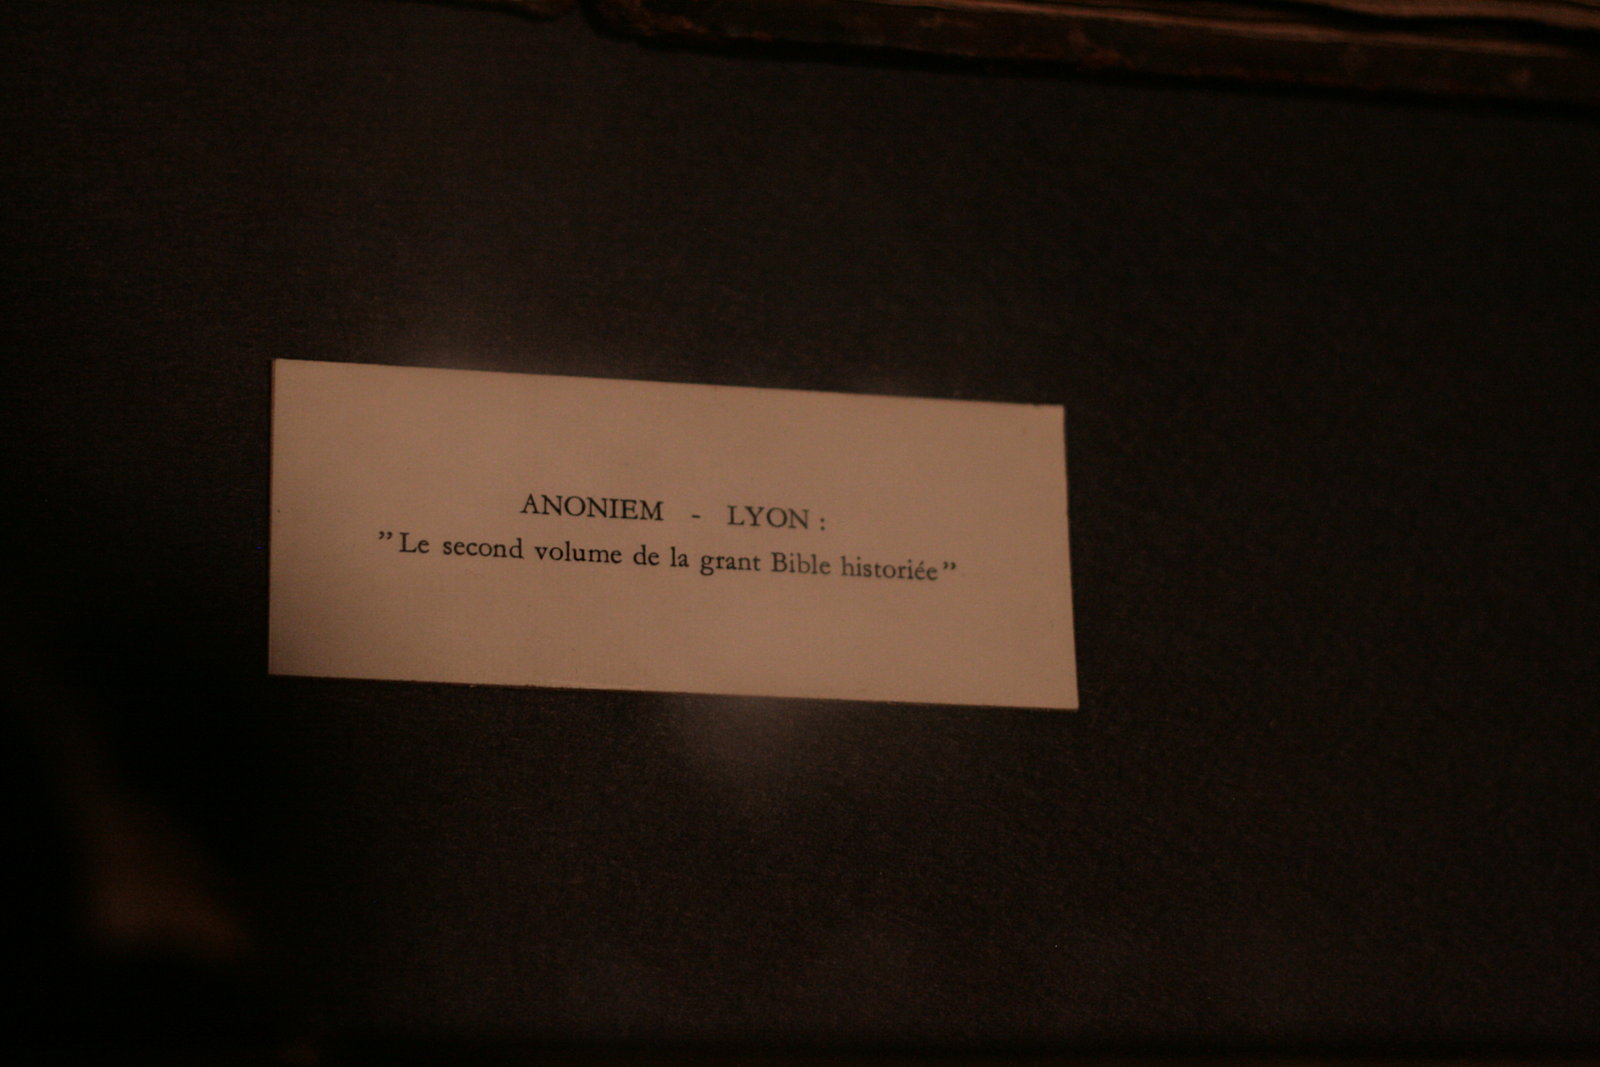 ANONIEM - LYON :
”Le second volume de la grant Bible historiée”